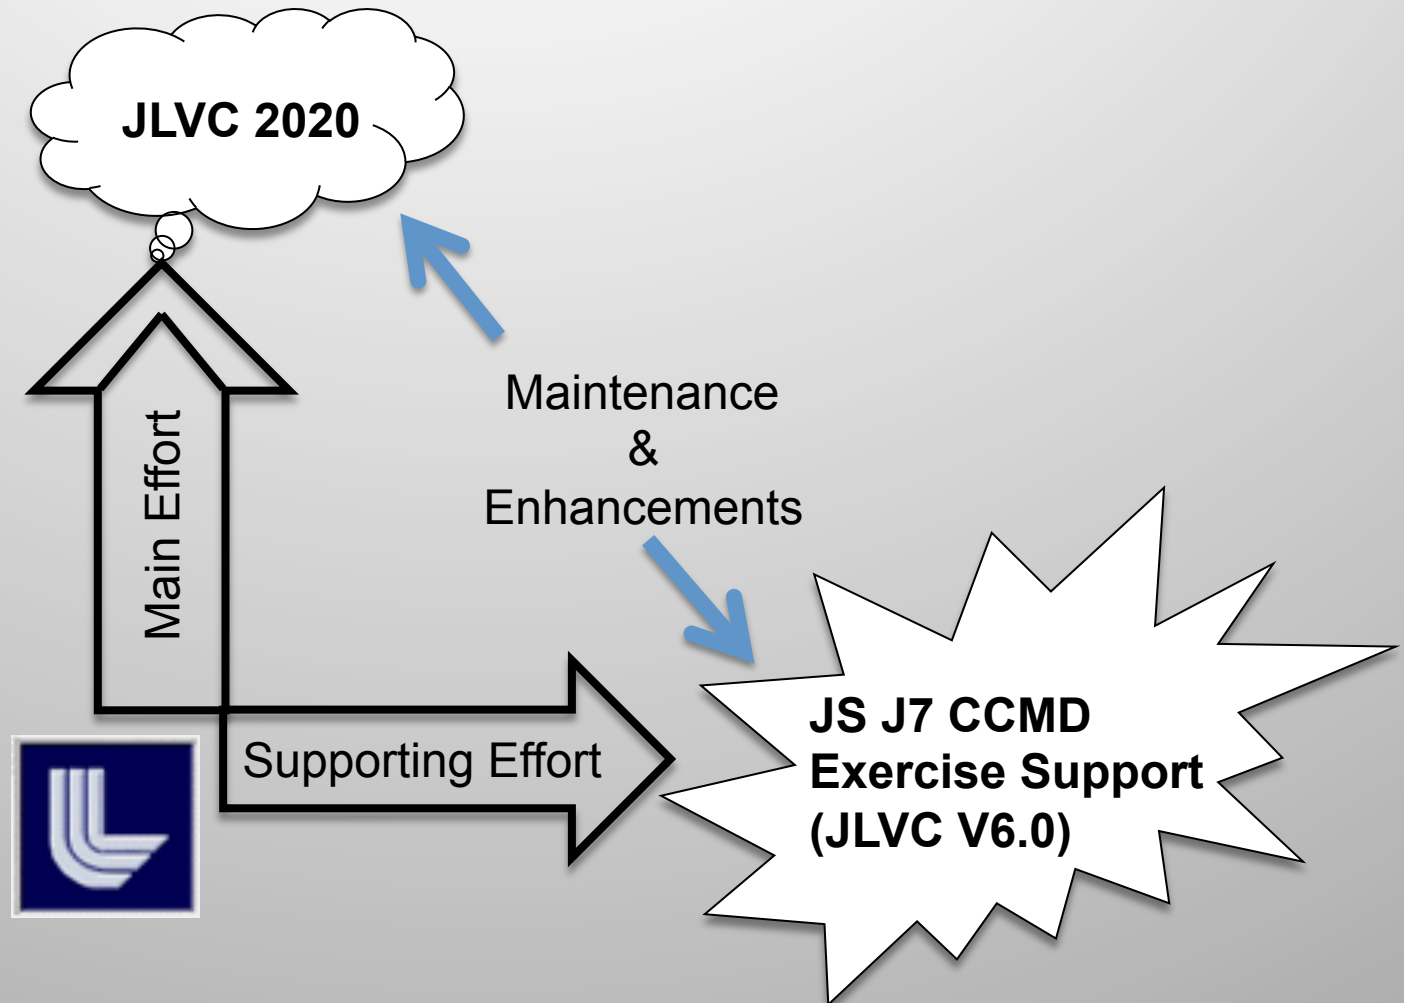 JLVC 2020
Maintenance
&
Enhancements
Main Effort
Supporting Effort
JS J7 CCMD
Exercise Support
(JLVC V6.0)